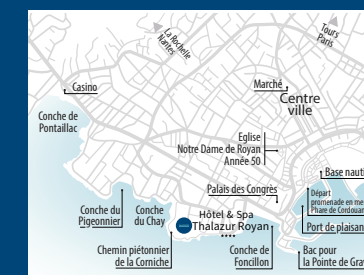 La Rochelle
Nantes
Tours
Paris
Casino
Marché
Centre
ville
Conche de
Pontaillac
Eglise
Notre Dame de Royan
Année 50
Base nauti
Palais des Congrès
Départ
promenade en me
Phare de Cordouan
Conche du
Pigeonnier
Conche
du Chay
Hôtel & Spa
Thalazur Royan
Port de plaisan
Chemin piétonnier
de la Corniche
Conche de
Foncillon
Bac pour
la Pointe de Grav